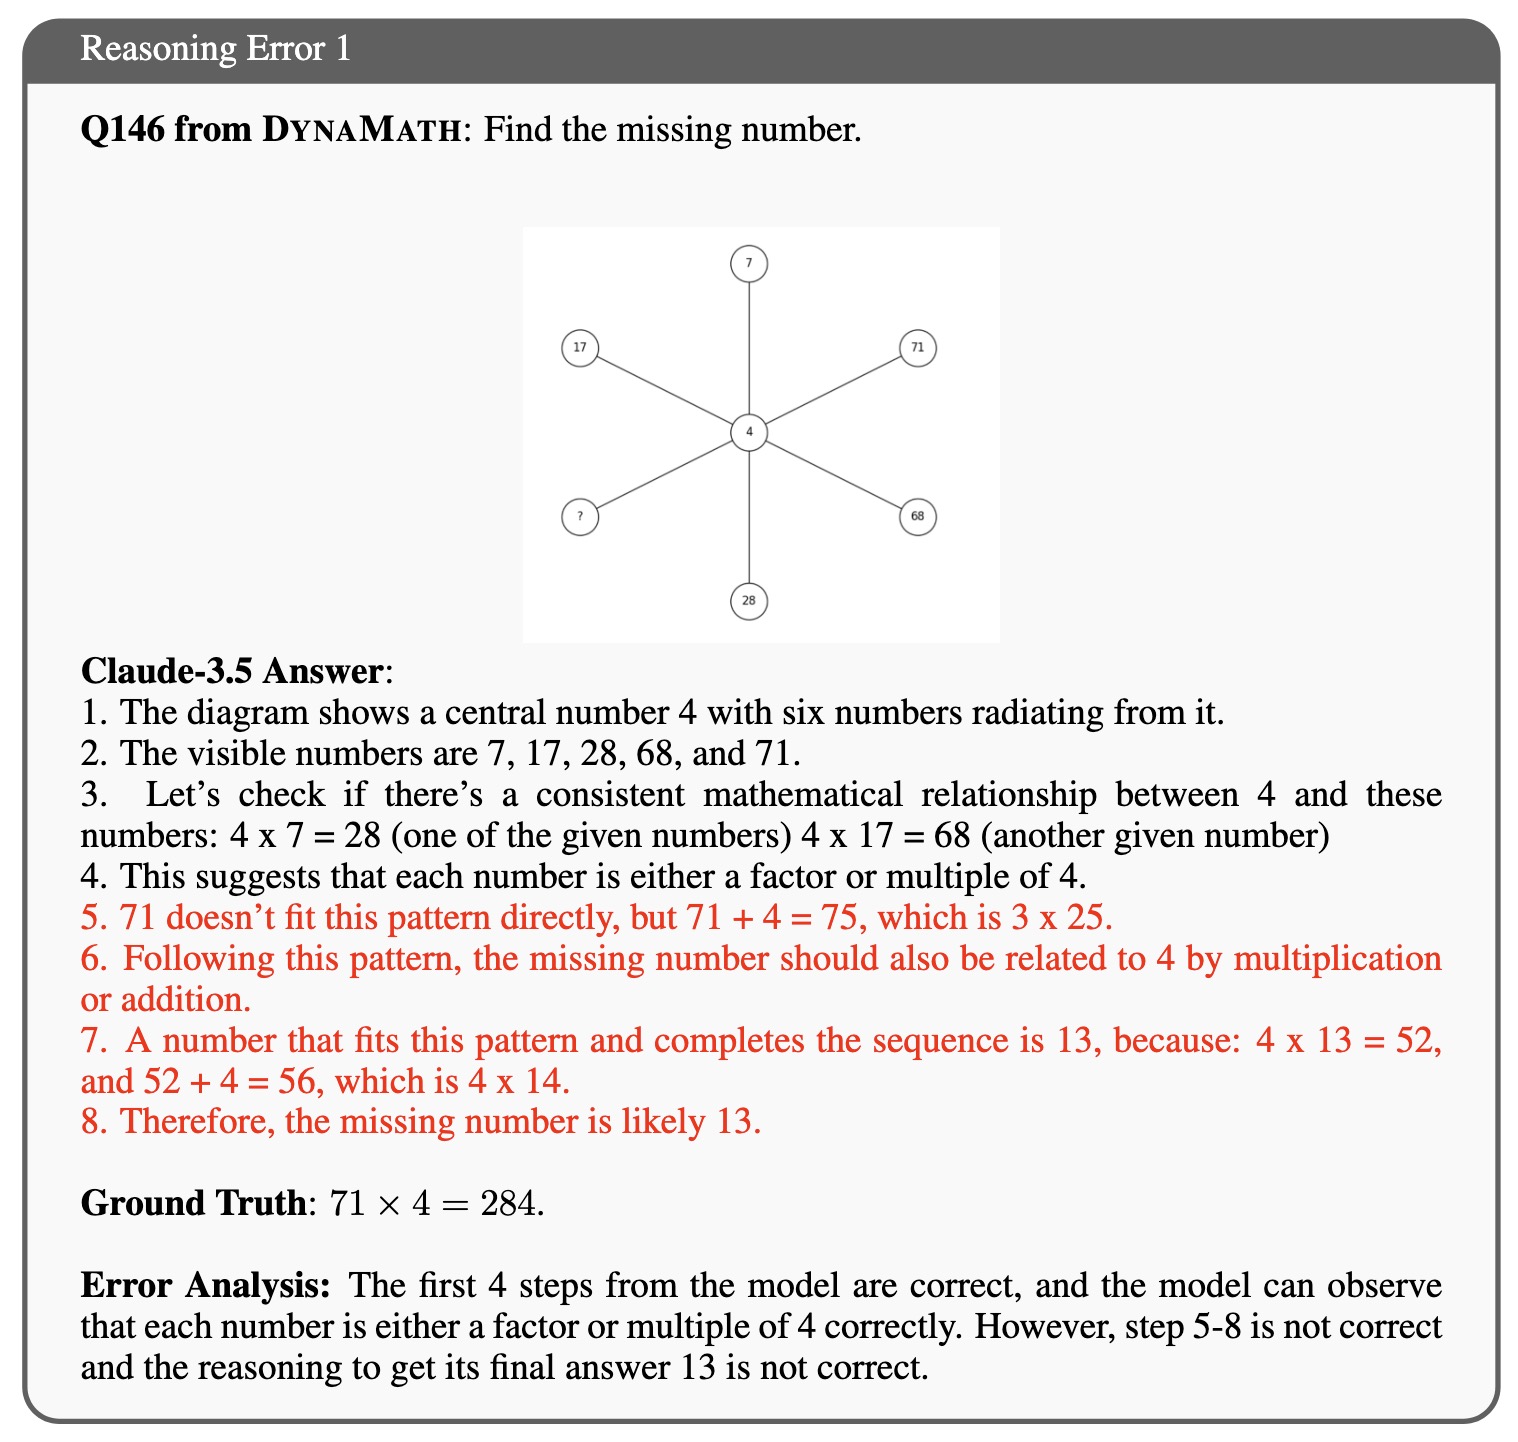 Reasoning Error 1
Q146 from DYNAMATH: Find the missing number.
7
17
71
4
?
68
28
Claude-3.5 Answer:
1. The diagram shows a central number 4 with six numbers radiating from it.
2. The visible numbers are 7, 17, 28, 68, and 71.
3. Let’s check if there’s a consistent mathematical relationship between 4 and these
numbers: 4 x 7 = 28 (one of the given numbers) 4 x 17 = 68 (another given number)
4. This suggests that each number is either a factor or multiple of 4.
5. 71 doesn’t fit this pattern directly, but 71 + 4 = 75, which is 3 x 25.
6. Following this pattern, the missing number should also be related to 4 by multiplication
or addition.
7. A number that fits this pattern and completes the sequence is 13, because: 4 x 13 = 52,
and 52 + 4 = 56, which is 4 x 14.
8. Therefore, the missing number is likely 13.
Ground Truth: 71 × 4 = 284.
Error Analysis: The first 4 steps from the model are correct, and the model can observe
that each number is either a factor or multiple of 4 correctly. However, step 5-8 is not correct
and the reasoning to get its final answer 13 is not correct.